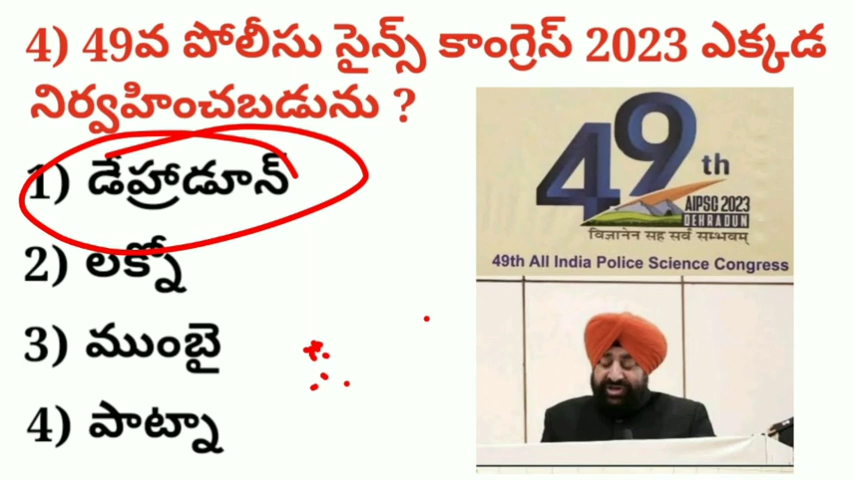 4) 49వ పోలీసు సైన్స్ కాంగ్రెస్ 2023 ఎక్కడ
నిర్వహించబడును ?
1) డేహ్రాడూన్
2) లక్నో
3) ముంబై
4) పాట్నా
49th
AIPSC 2023
DEHRADUN
विज्ञानेन सह सर्वं सम्भवम्
49th All India Police Science Congress